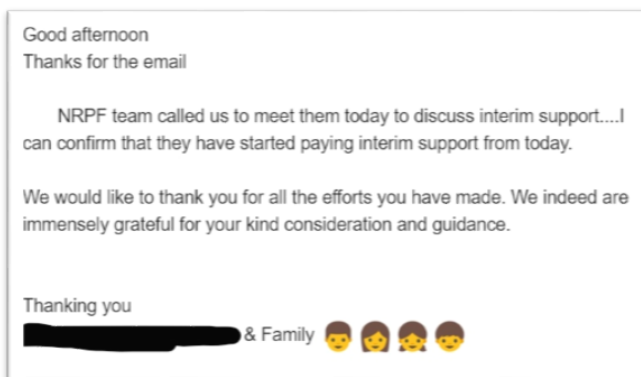 Good afternoon
Thanks for the email
NRPF team called us to meet them today to discuss interim support....I
can confirm that they have started paying interim support from today.
We would like to thank you for all the efforts you have made. We indeed are
immensely grateful for your kind consideration and guidance.
Thanking you
& Family 👨👩👧👦